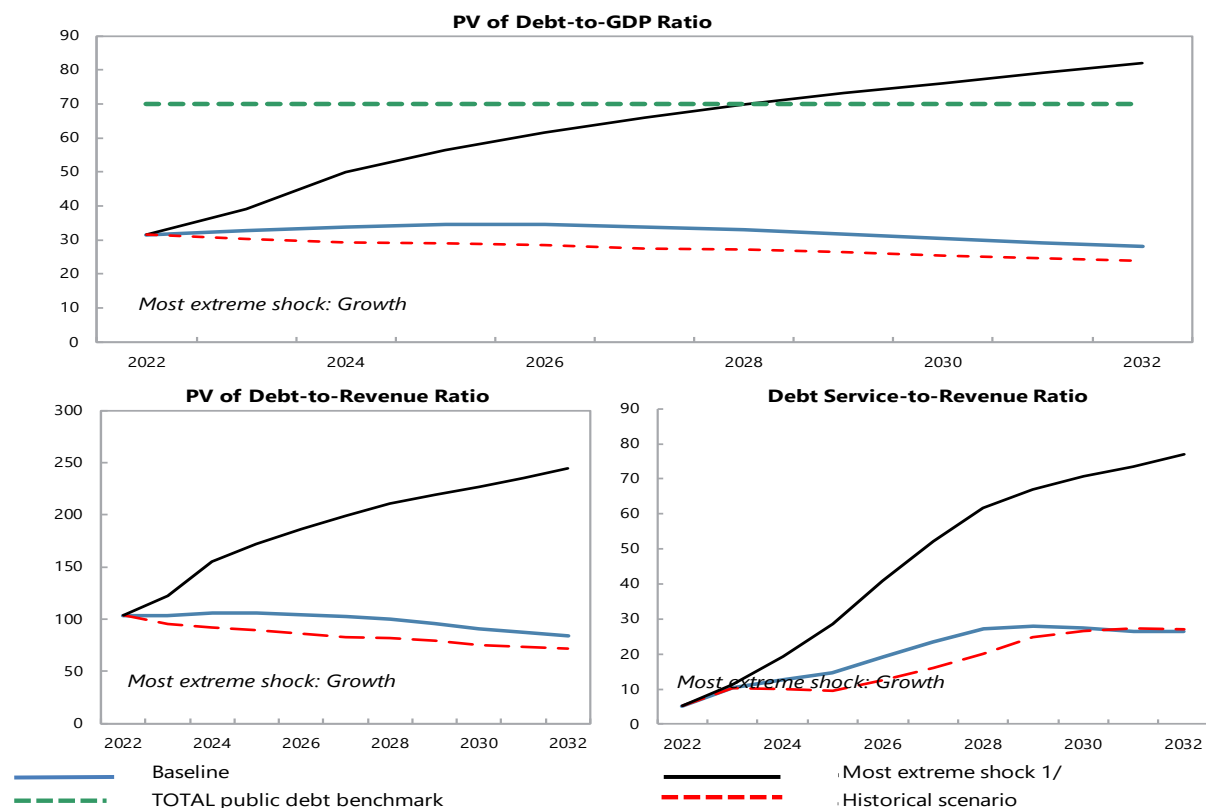 PV of Debt-to-GDP Ratio
90
80
70
60
50
40
30
20
10
0
Most extreme shock: Growth
2022 2024 2026 2028 2030 2032
PV of Debt-to-Revenue Ratio
300
250
200
150
100
50
0
Most extreme shock: Growth
2022 2024 2026 2028 2030 2032
Debt Service-to-Revenue Ratio
90
80
70
60
50
40
30
20
10
0
Most extreme shock: Growth
2022 2024 2026 2028 2030 2032
Baseline
Most extreme shock 1/
TOTAL public debt benchmark
Historical scenario